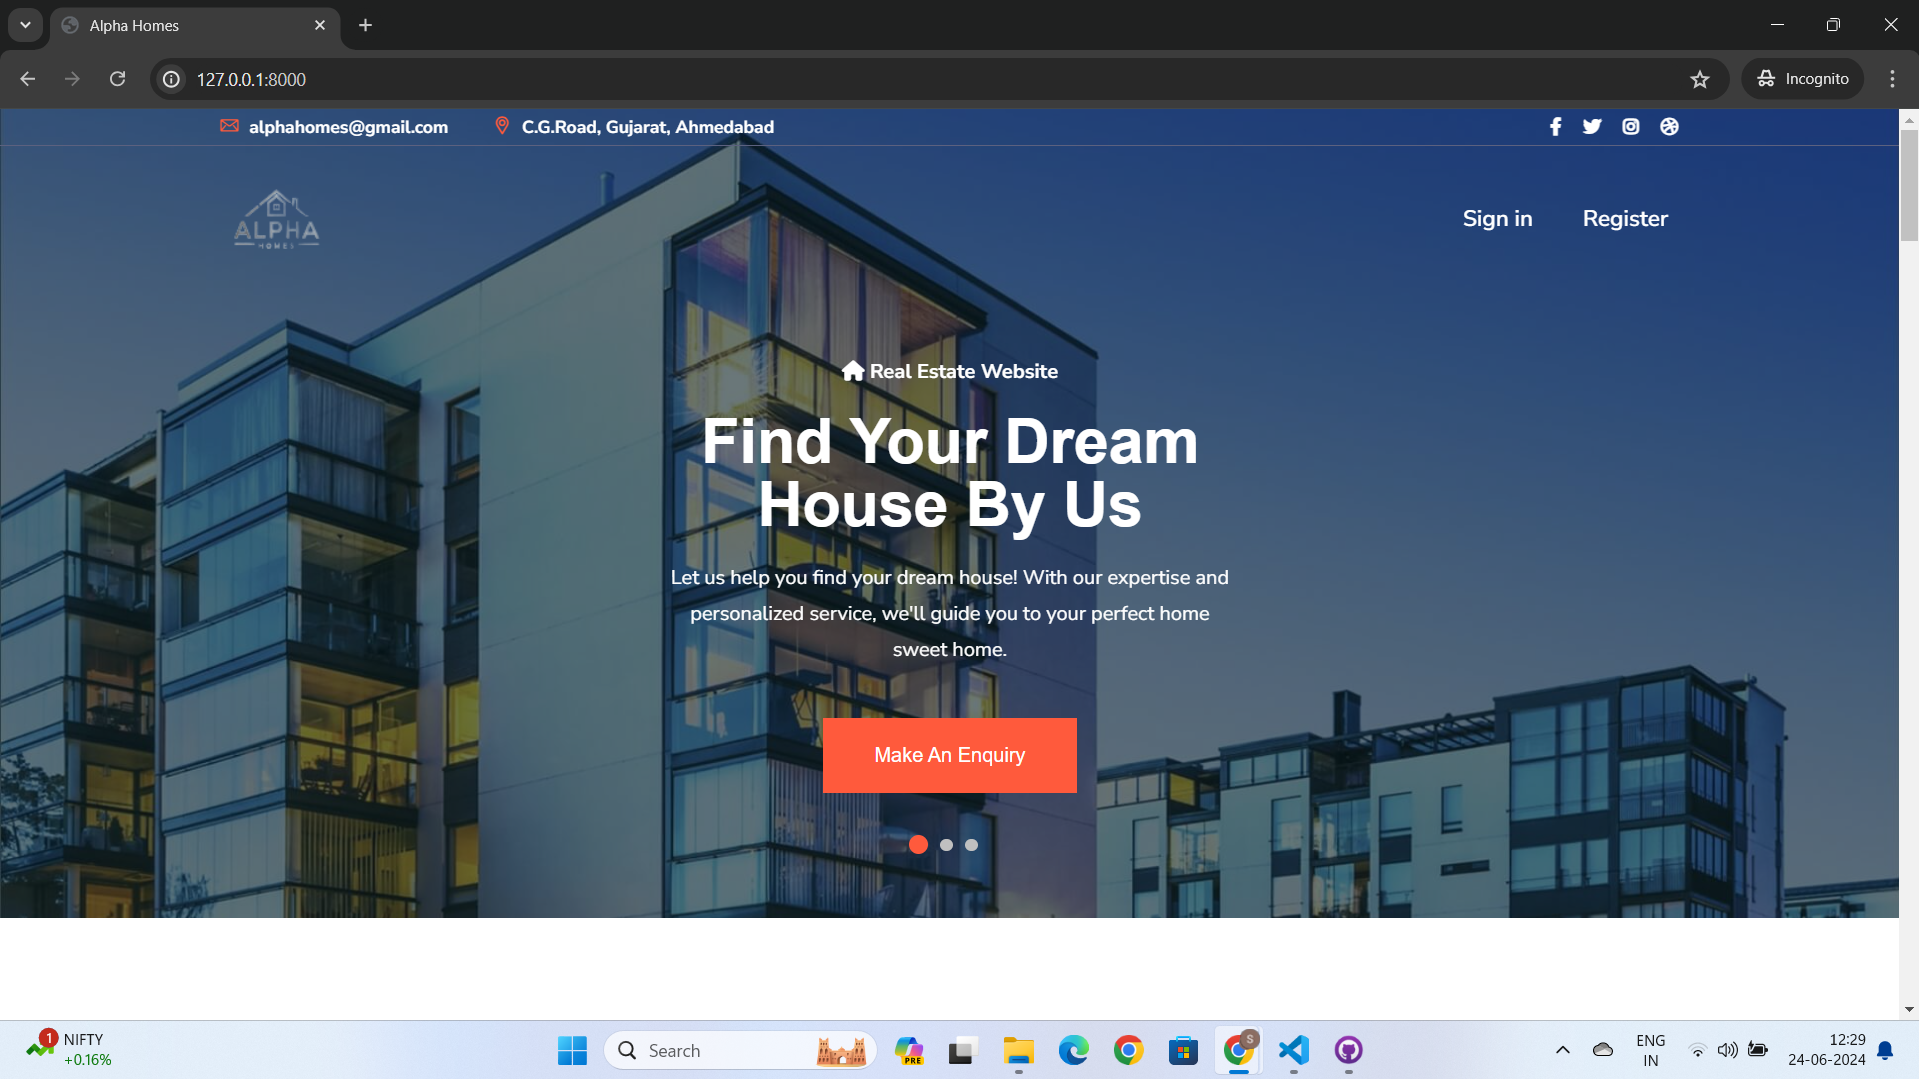 Alpha Homes
127.0.0.1:8000
Incognito
alphahomes@gmail.com
C.G.Road, Gujarat, Ahmedabad
ALPHA
HOMES
Sign in
Register
Real Estate Website
Find Your Dream
House By Us
Let us help you find your dream house! With our expertise and
personalized service, we'll guide you to your perfect home
sweet home.
Make An Enquiry
1
NIFTY
+0.16%
Search
PRE
S
ENG
IN
12:29
24-06-2024